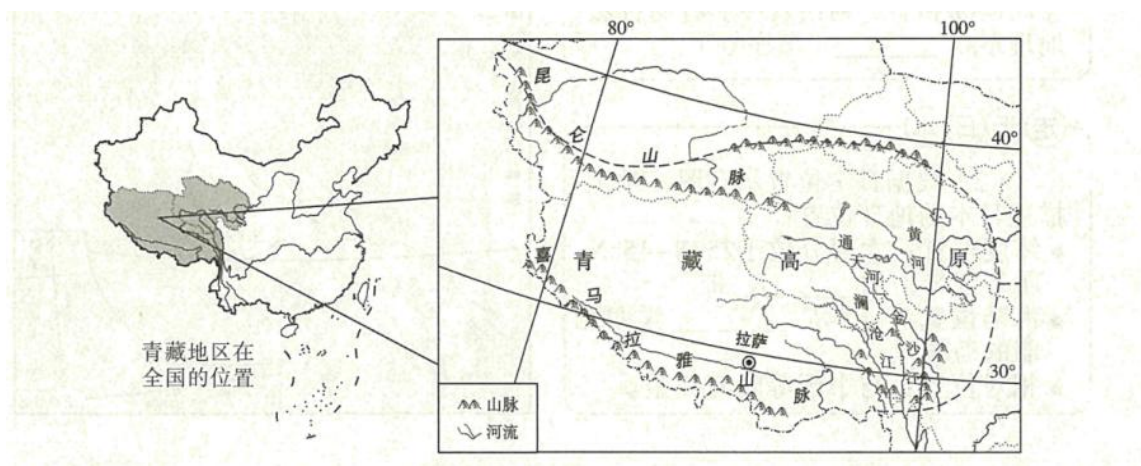 80°
100°
昆仑山脉
40°
青藏高原
黄河
通天河
澜沧江
金沙江
喜马拉雅山脉
拉萨
30°
青藏地区在
全国的位置
山脉
河流